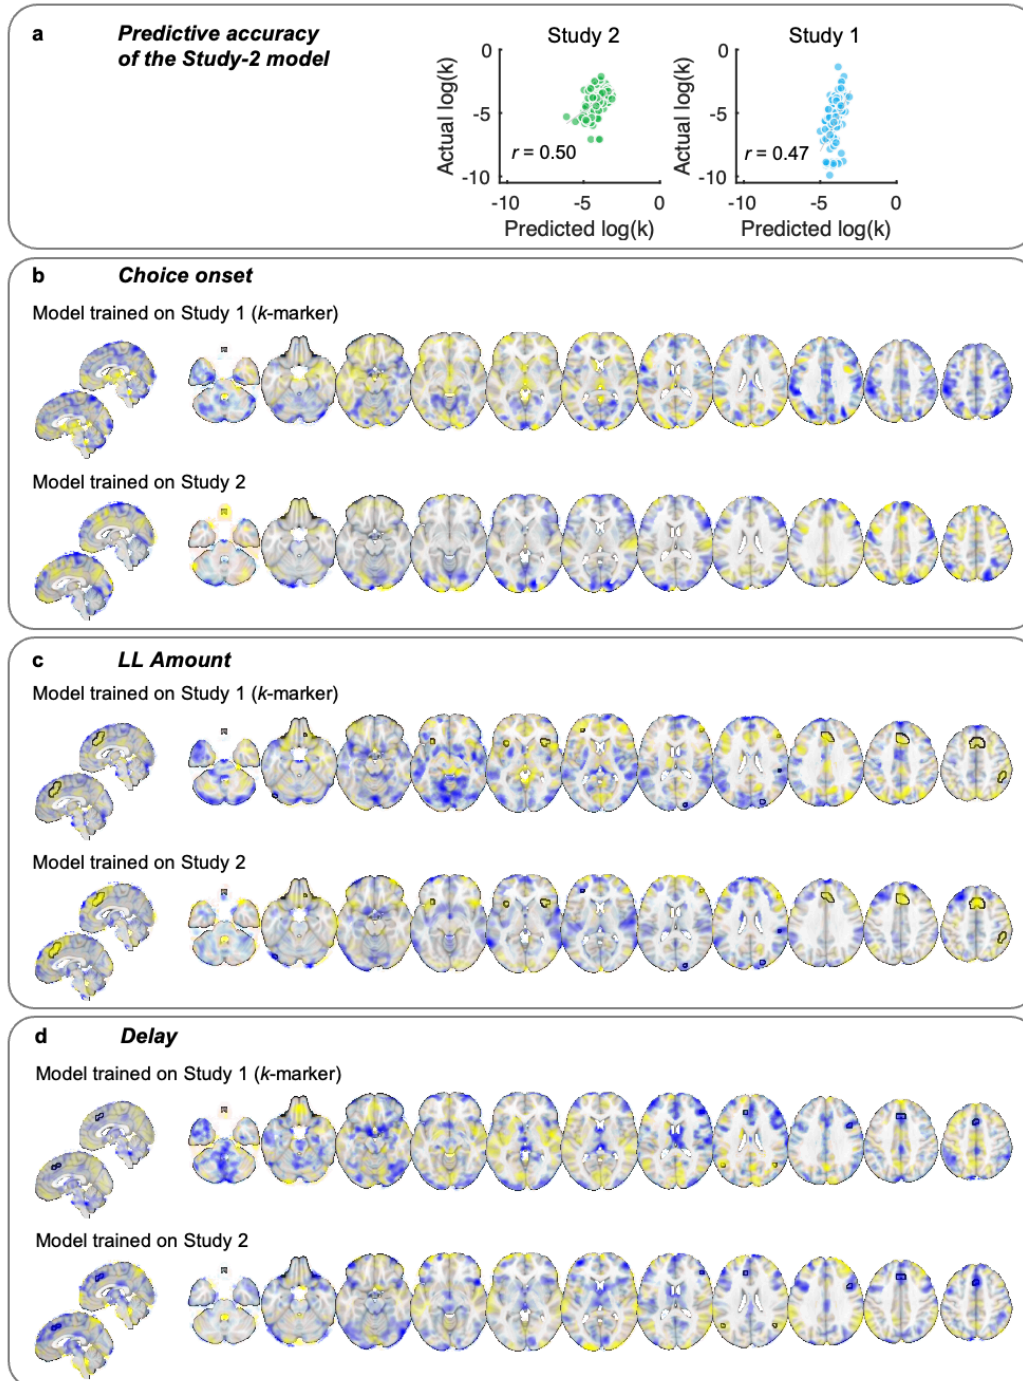 a Predictive accuracy
of the Study-2 model
Study 2
Study 1
Actual log(k)
0
-5
-10
r = 0.50
-10 -5 0
Predicted log(k)
Actual log(k)
0
-5
-10
r = 0.47
-10 -5 0
Predicted log(k)
b Choice onset
Model trained on Study 1 (k-marker)
Model trained on Study 2
c LL Amount
Model trained on Study 1 (k-marker)
Model trained on Study 2
d Delay
Model trained on Study 1 (k-marker)
Model trained on Study 2